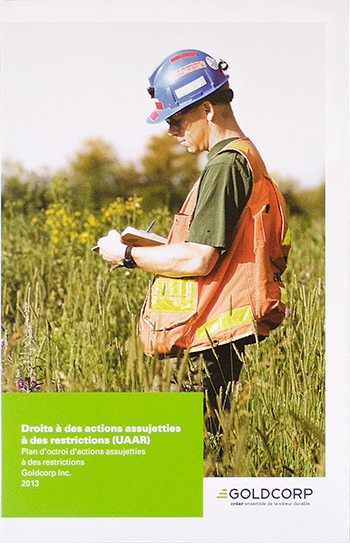 Droits à des actions assujetties
à des restrictions (UAAR)
Plan d'octroi d'actions assujetties
à des restrictions
Goldcorp Inc.
2013
GOLDCORP
créer ensemble de la valeur durable